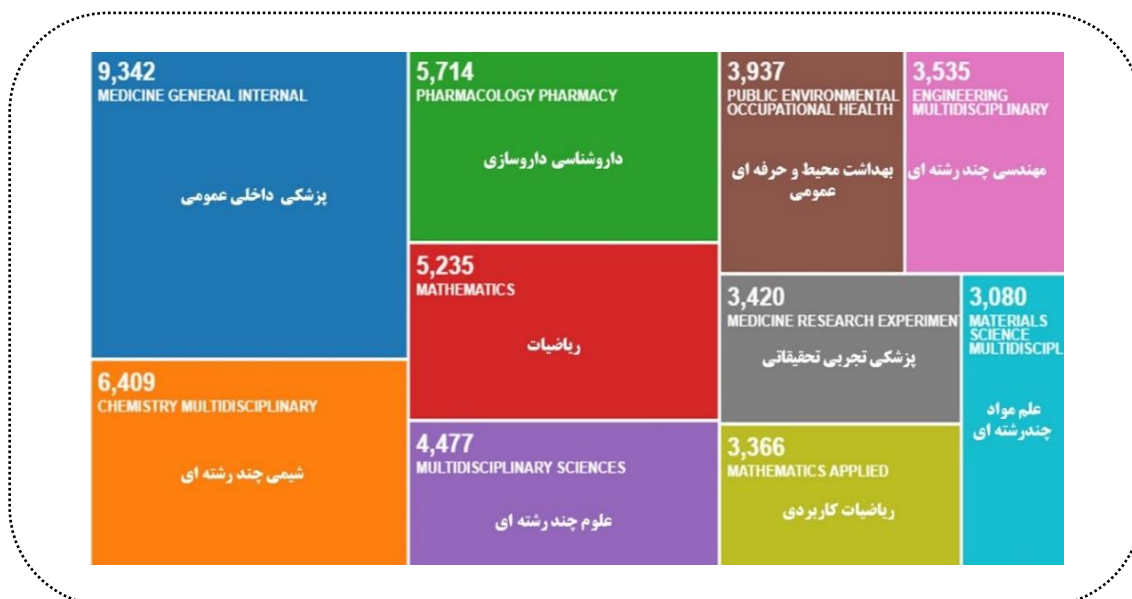 9,342
MEDICINE GENERAL INTERNAL
پزشکی داخلی عمومی
6,409
CHEMISTRY MULTIDISCIPLINARY
شیمی چند رشته ای
5,714
PHARMACOLOGY PHARMACY
داروشناسی داروسازی
5,235
MATHEMATICS
ریاضیات
4,477
MULTIDISCIPLINARY SCIENCES
علوم چند رشته ای
3,937
PUBLIC ENVIRONMENTAL
OCCUPATIONAL HEALTH
بهداشت محیط و حرفه ای
عمومی
3,535
ENGINEERING
MULTIDISCIPLINARY
مهندسی چند رشته ای
3,420
MEDICINE RESEARCH EXPERIMEN
پزشکی تجربی تحقیقاتی
3,366
MATHEMATICS APPLIED
ریاضیات کاربردی
3,080
MATERIALS
SCIENCE
MULTIDISCIPL
علم مواد
چندرشته ای